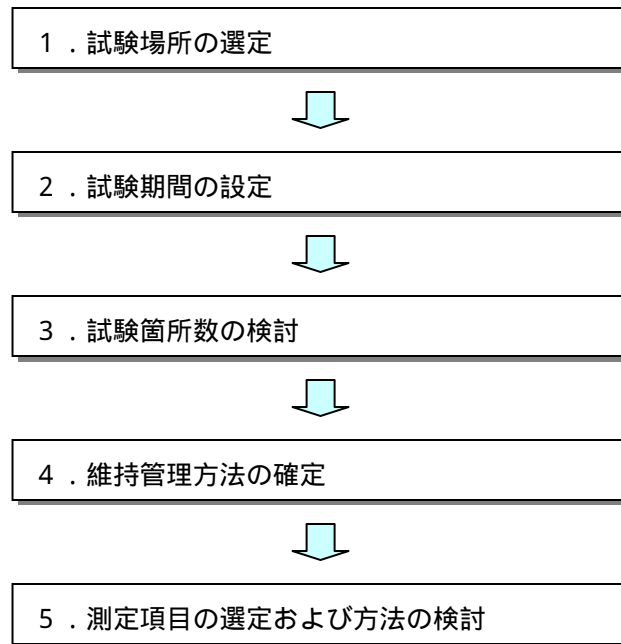 １．試験場所の選定
２．試験期間の設定
３．試験箇所数の検討
４．維持管理方法の確定
５．測定項目の選定および方法の検討